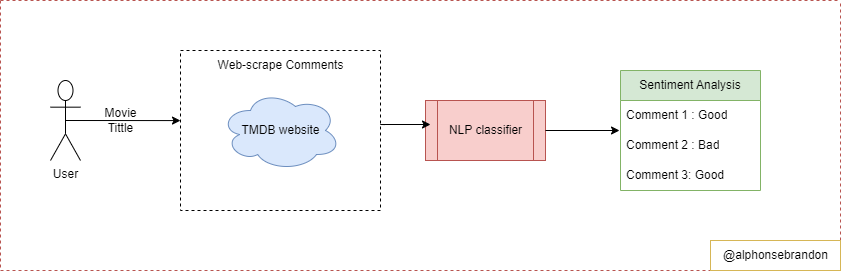 Web-scrape Comments
Movie
Tittle
User
TMDB website
NLP classifier
Sentiment Analysis
Comment 1 : Good
Comment 2 : Bad
Comment 3: Good
@alphonsebrandon